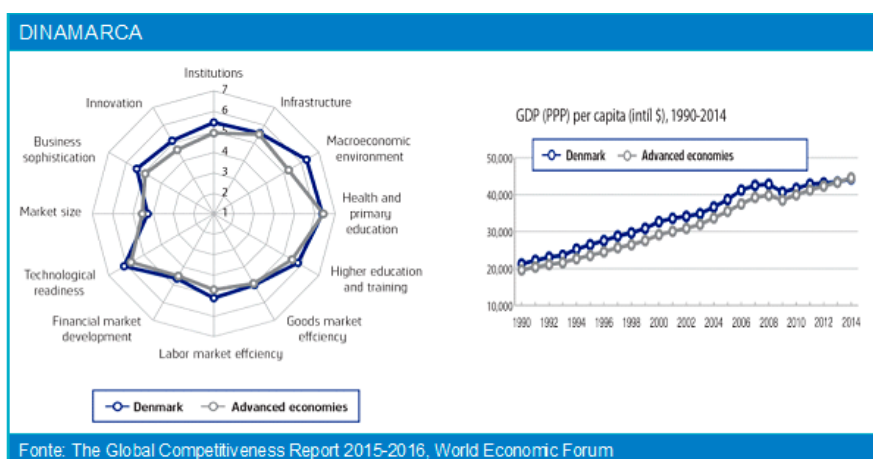 DINAMARCA
Institutions
7
6
5
4
3
2
1
Infrastructure
Macroeconomic
environment
Health and
primary
education
Higher education
and training
Goods market
effciency
Labor market effciency
Financial market
development
Technological
readiness
Market size
Business
sophistication
Innovation
Denmark
Advanced economies
GDP (PPP) per capita (int'l $), 1990-2014
Denmark
Advanced economies
50,000
40,000
30,000
20,000
10,000
1990 1992 1994 1996 1998 2000 2002 2004 2006 2008 2010 2012 2014
Fonte: The Global Competitiveness Report 2015-2016, World Economic Forum